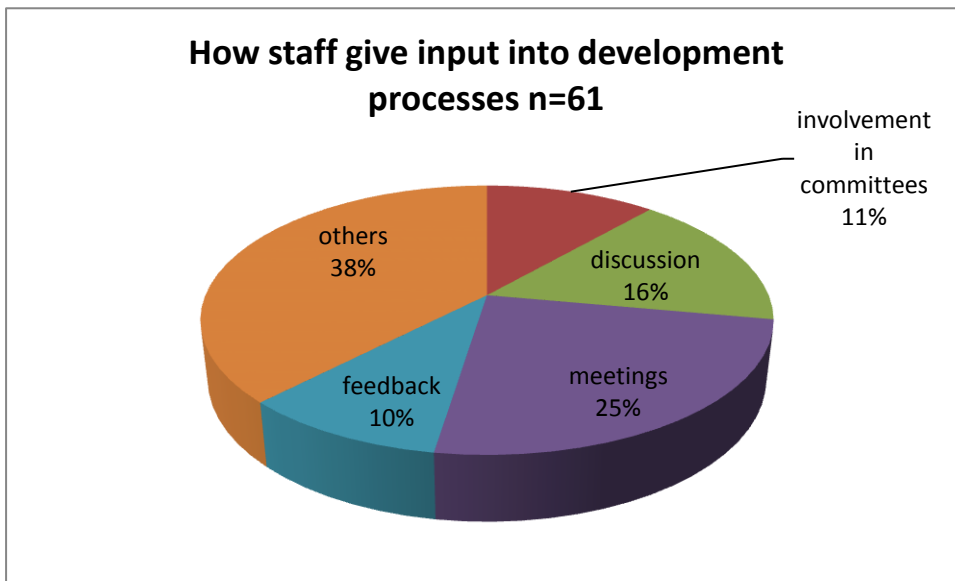 How staff give input into development
processes n=61
involvement
in
committees
11%
others
38%
discussion
16%
meetings
25%
feedback
10%